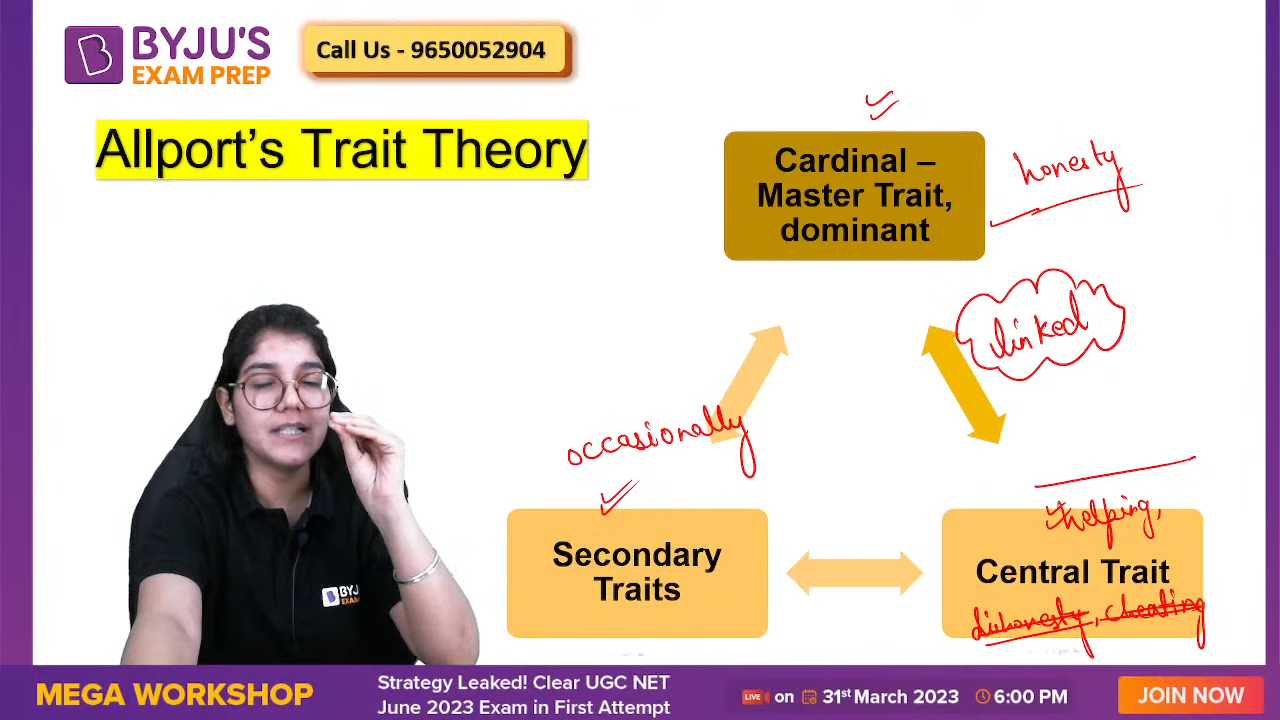 BYJU'S
EXAM PREP
Call Us - 9650052904
Allport's Trait Theory
Cardinal –
Master Trait,
dominant
honesty
linked
occasionally
helping,
Secondary
Traits
Central Trait
dishonesty, cheating
BYJU
EXAM
MEGA WORKSHOP
Strategy Leaked! Clear UGC NET
June 2023 Exam in First Attempt
LIVE on 31st March 2023 6:00 PM
JOIN NOW